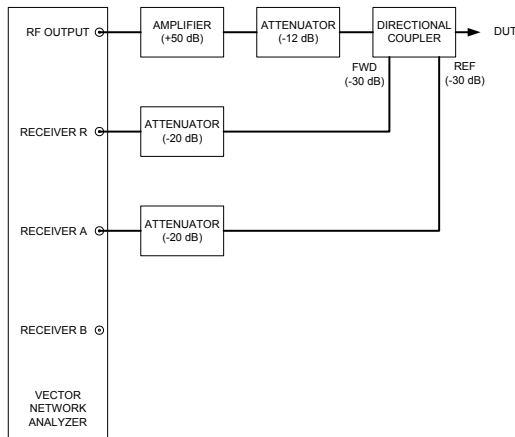 RF OUTPUT
AMPLIFIER
(+50 dB)
ATTENUATOR
(-12 dB)
DIRECTIONAL
COUPLER
DUT
FWD
(-30 dB)
REF
(-30 dB)
RECEIVER R
ATTENUATOR
(-20 dB)
RECEIVER A
ATTENUATOR
(-20 dB)
RECEIVER B
VECTOR
NETWORK
ANALYZER